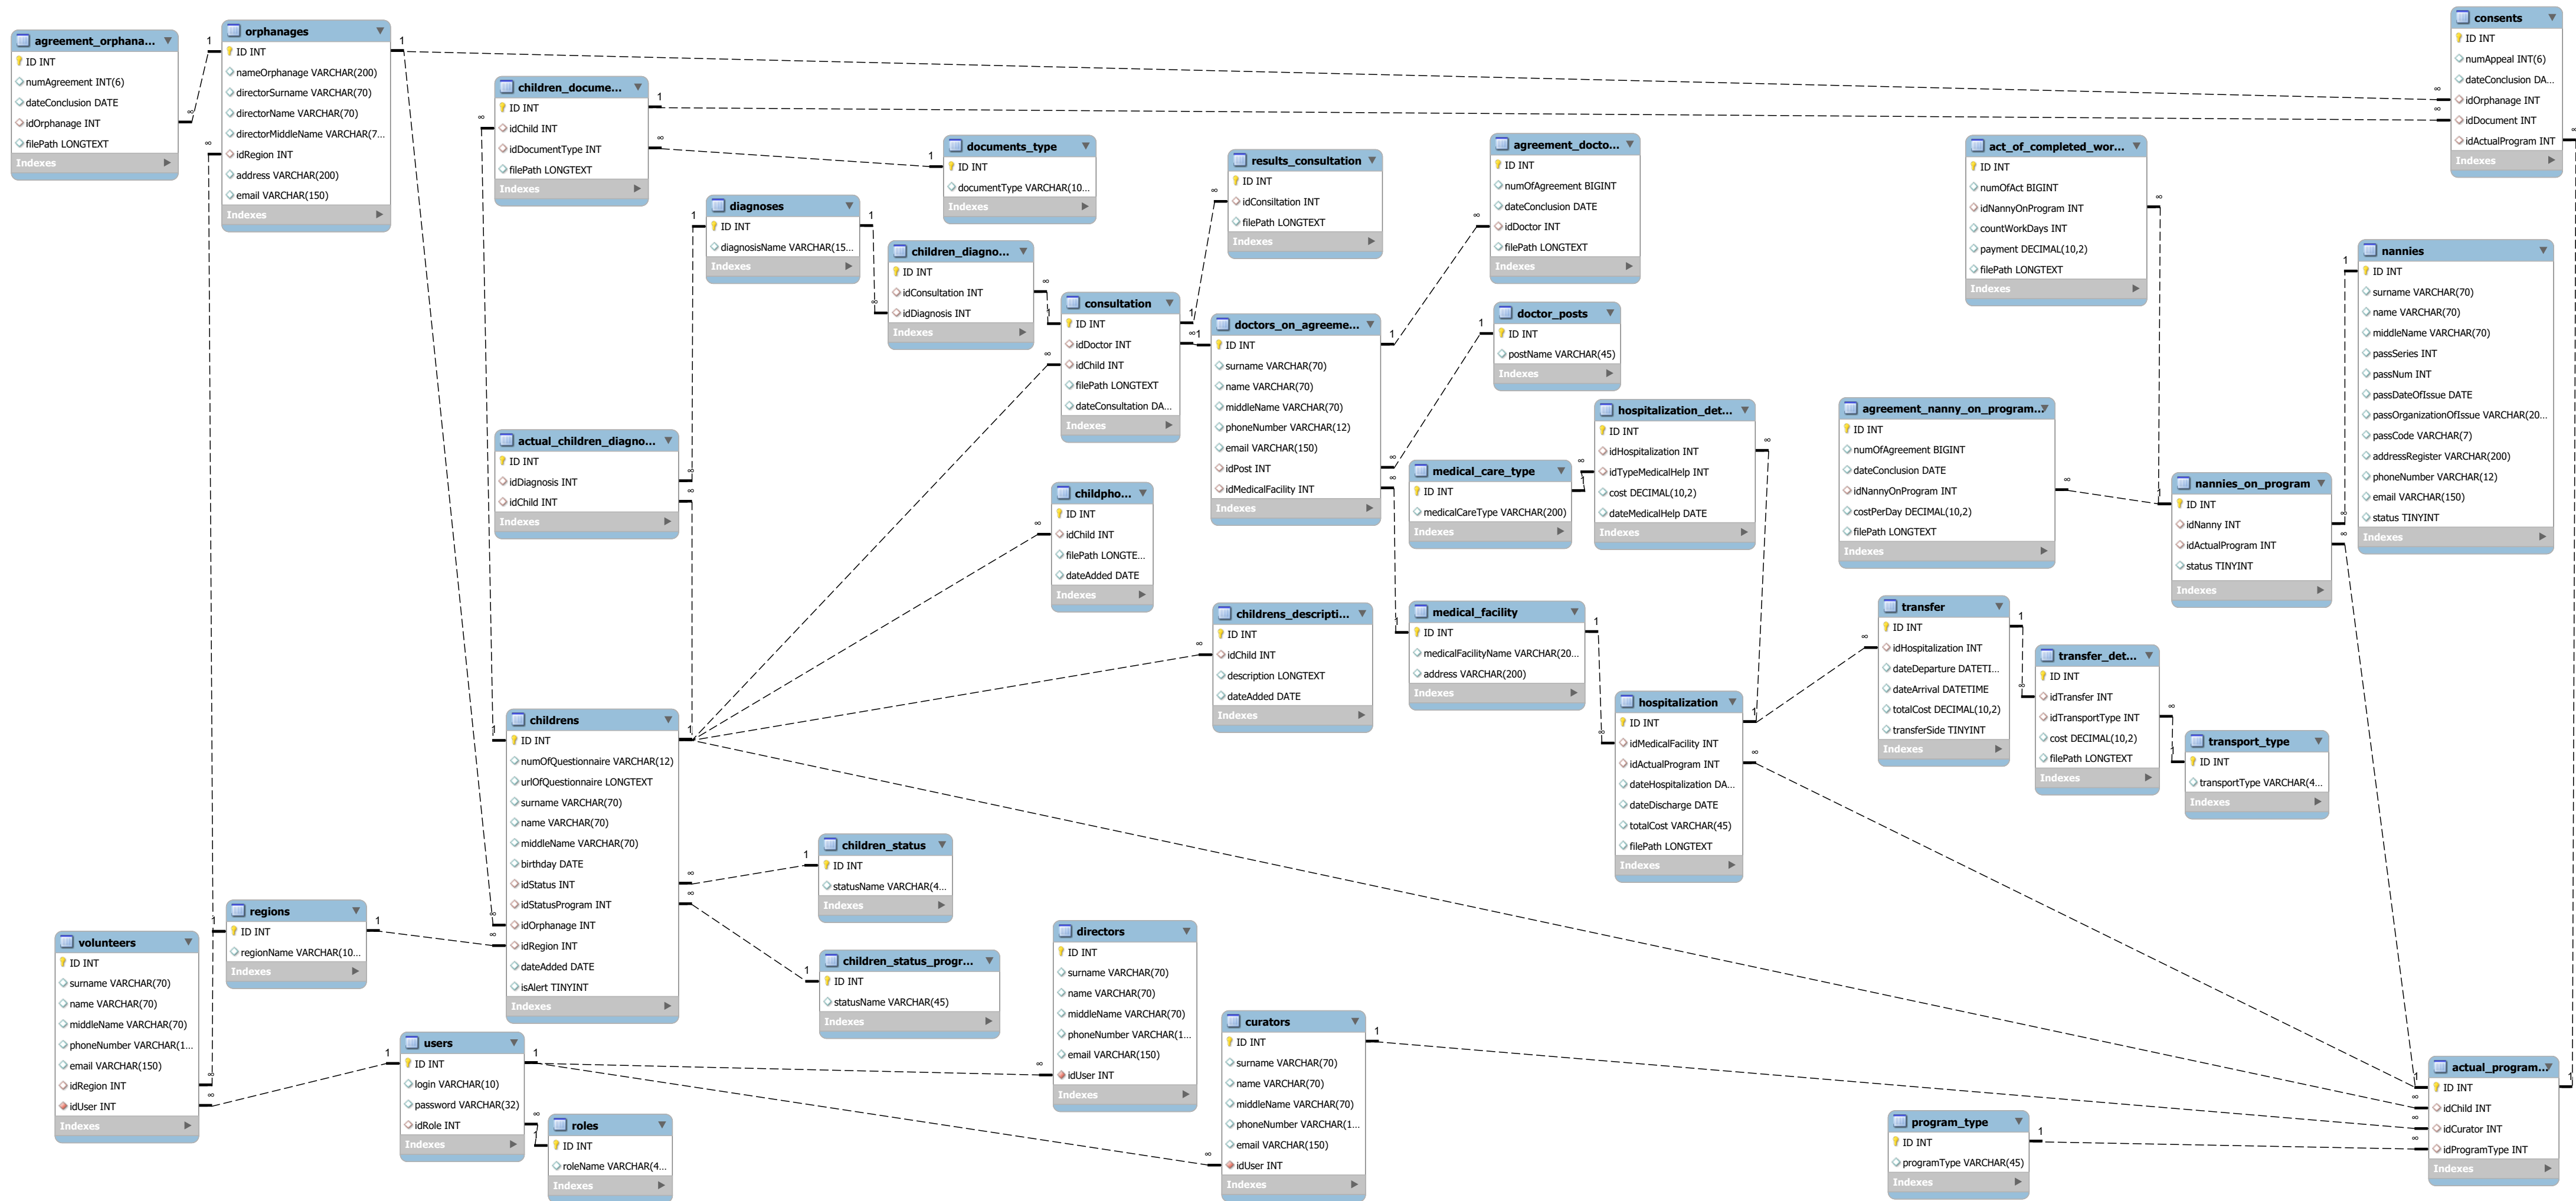 agreement_orphana...
ID INT
numAgreement INT(6)
dateConclusion DATE
idOrphanage INT
filePath LONGTEXT
Indexes
orphanages
ID INT
nameOrphanage VARCHAR(200)
directorSurname VARCHAR(70)
directorName VARCHAR(70)
directorMiddleName VARCHAR(7...
idRegion INT
address VARCHAR(200)
email VARCHAR(150)
Indexes
children_docume...
ID INT
idChild INT
idDocumentType INT
filePath LONGTEXT
Indexes
documents_type
ID INT
documentType VARCHAR(10...
Indexes
diagnoses
ID INT
diagnosisName VARCHAR(15...
Indexes
children_diagno...
ID INT
idConsultation INT
idDiagnosis INT
Indexes
consultation
ID INT
idDoctor INT
idChild INT
filePath LONGTEXT
dateConsultation DA...
Indexes
results_consultation
ID INT
idConsiltation INT
filePath LONGTEXT
Indexes
doctors_on_agreeme...
ID INT
surname VARCHAR(70)
name VARCHAR(70)
middleName VARCHAR(70)
phoneNumber VARCHAR(12)
email VARCHAR(150)
idPost INT
idMedicalFacility INT
Indexes
agreement_docto...
ID INT
numOfAgreement BIGINT
dateConclusion DATE
idDoctor INT
filePath LONGTEXT
Indexes
doctor_posts
ID INT
postName VARCHAR(45)
Indexes
hospitalization_det...
ID INT
idHospitalization INT
idTypeMedicalHelp INT
cost DECIMAL(10,2)
dateMedicalHelp DATE
Indexes
medical_care_type
ID INT
medicalCareType VARCHAR(200)
Indexes
act_of_completed_wor...
ID INT
numOfAct BIGINT
idNannyOnProgram INT
countWorkDays INT
payment DECIMAL(10,2)
filePath LONGTEXT
Indexes
consents
ID INT
numAppeal INT(6)
dateConclusion DA...
idOrphanage INT
idDocument INT
idActualProgram INT
Indexes
nannies
ID INT
surname VARCHAR(70)
name VARCHAR(70)
middleName VARCHAR(70)
passSeries INT
passNum INT
passDateOfIssue DATE
passOrganizationOfIssue VARCHAR(20...
passCode VARCHAR(7)
addressRegister VARCHAR(200)
phoneNumber VARCHAR(12)
email VARCHAR(150)
status TINYINT
Indexes
agreement_nanny_on_program...
ID INT
numOfAgreement BIGINT
dateConclusion DATE
idNannyOnProgram INT
costPerDay DECIMAL(10,2)
filePath LONGTEXT
Indexes
nannies_on_program
ID INT
idNanny INT
idActualProgram INT
status TINYINT
Indexes
actual_children_diagno...
ID INT
idDiagnosis INT
idChild INT
Indexes
childpho...
ID INT
idChild INT
filePath LONGTE...
dateAdded DATE
Indexes
childrens_descripti...
ID INT
idChild INT
description LONGTEXT
dateAdded DATE
Indexes
medical_facility
ID INT
medicalFacilityName VARCHAR(20...
address VARCHAR(200)
Indexes
hospitalization
ID INT
idMedicalFacility INT
idActualProgram INT
dateHospitalization DA...
dateDischarge DATE
totalCost VARCHAR(45)
filePath LONGTEXT
Indexes
transfer
ID INT
idHospitalization INT
dateDeparture DATETI...
dateArrival DATETIME
totalCost DECIMAL(10,2)
transferSide TINYINT
Indexes
transfer_det...
ID INT
idTransfer INT
idTransportType INT
cost DECIMAL(10,2)
filePath LONGTEXT
Indexes
transport_type
ID INT
transportType VARCHAR(4...
Indexes
childrens
ID INT
numOfQuestionnaire VARCHAR(12)
urlOfQuestionnaire LONGTEXT
surname VARCHAR(70)
name VARCHAR(70)
middleName VARCHAR(70)
birthday DATE
idStatus INT
idStatusProgram INT
idOrphanage INT
idRegion INT
dateAdded DATE
isAlert TINYINT
Indexes
children_status
ID INT
statusName VARCHAR(4...
Indexes
children_status_progr...
ID INT
statusName VARCHAR(45)
Indexes
regions
ID INT
regionName VARCHAR(10...
Indexes
volunteers
ID INT
surname VARCHAR(70)
name VARCHAR(70)
middleName VARCHAR(70)
phoneNumber VARCHAR(1...
email VARCHAR(150)
idRegion INT
idUser INT
Indexes
users
ID INT
login VARCHAR(10)
password VARCHAR(32)
idRole INT
Indexes
roles
ID INT
roleName VARCHAR(4...
Indexes
directors
ID INT
surname VARCHAR(70)
name VARCHAR(70)
middleName VARCHAR(70)
phoneNumber VARCHAR(1...
email VARCHAR(150)
idUser INT
Indexes
curators
ID INT
surname VARCHAR(70)
name VARCHAR(70)
middleName VARCHAR(70)
phoneNumber VARCHAR(1...
email VARCHAR(150)
idUser INT
Indexes
program_type
ID INT
programType VARCHAR(45)
Indexes
actual_program...
ID INT
idChild INT
idCurator INT
idProgramType INT
Indexes